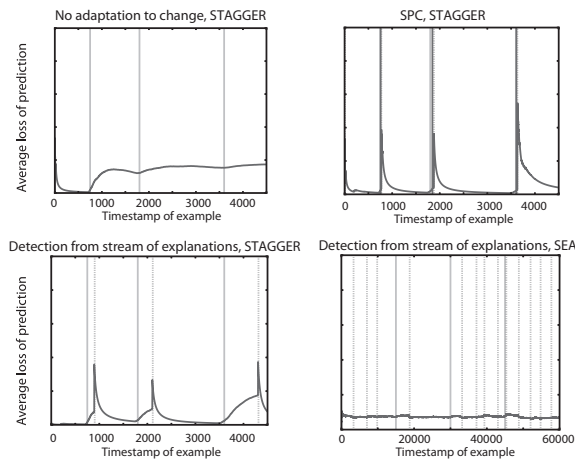 No adaptation to change, STAGGER
SPC, STAGGER
Average loss of prediction
0 1000 2000 3000 4000
Timestamp of example
0 1000 2000 3000 4000
Timestamp of example
Detection from stream of explanations, STAGGER
Detection from stream of explanations, SEA
Average loss of prediction
0 1000 2000 3000 4000
Timestamp of example
0 20000 40000 60000
Timestamp of example